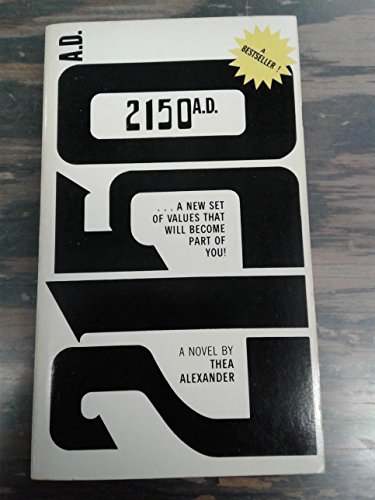 A
BESTSELLER!
2150 A.D.
2150 A.D.
...A NEW SET
OF VALUES THAT
WILL BECOME
PART OF
YOU!
A NOVEL BY
THEA
ALEXANDER